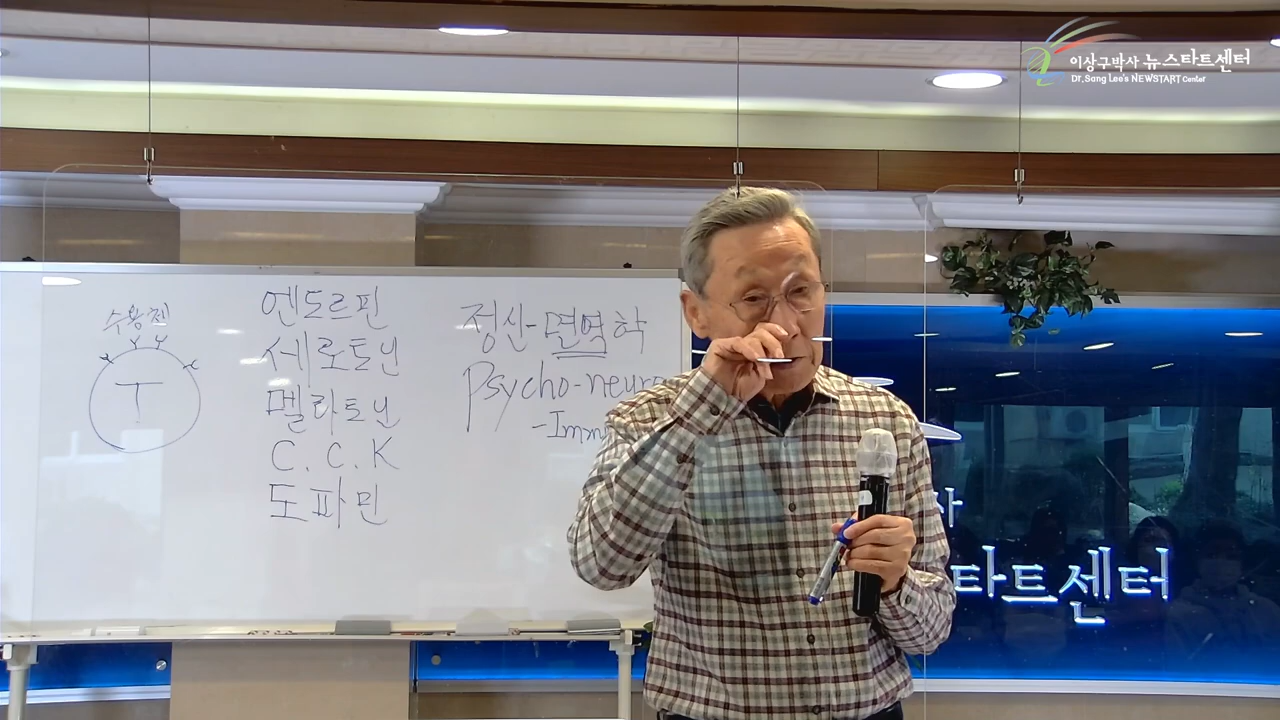 이상구박사 뉴스타트센터
Dr.Sang Lee's NEWSTART Center
수용체
T
엔도르핀
세로토닌
멜라토닌
C.C.K
도파민
정신-면역학
Psycho-neuro
-Imm
타트센터